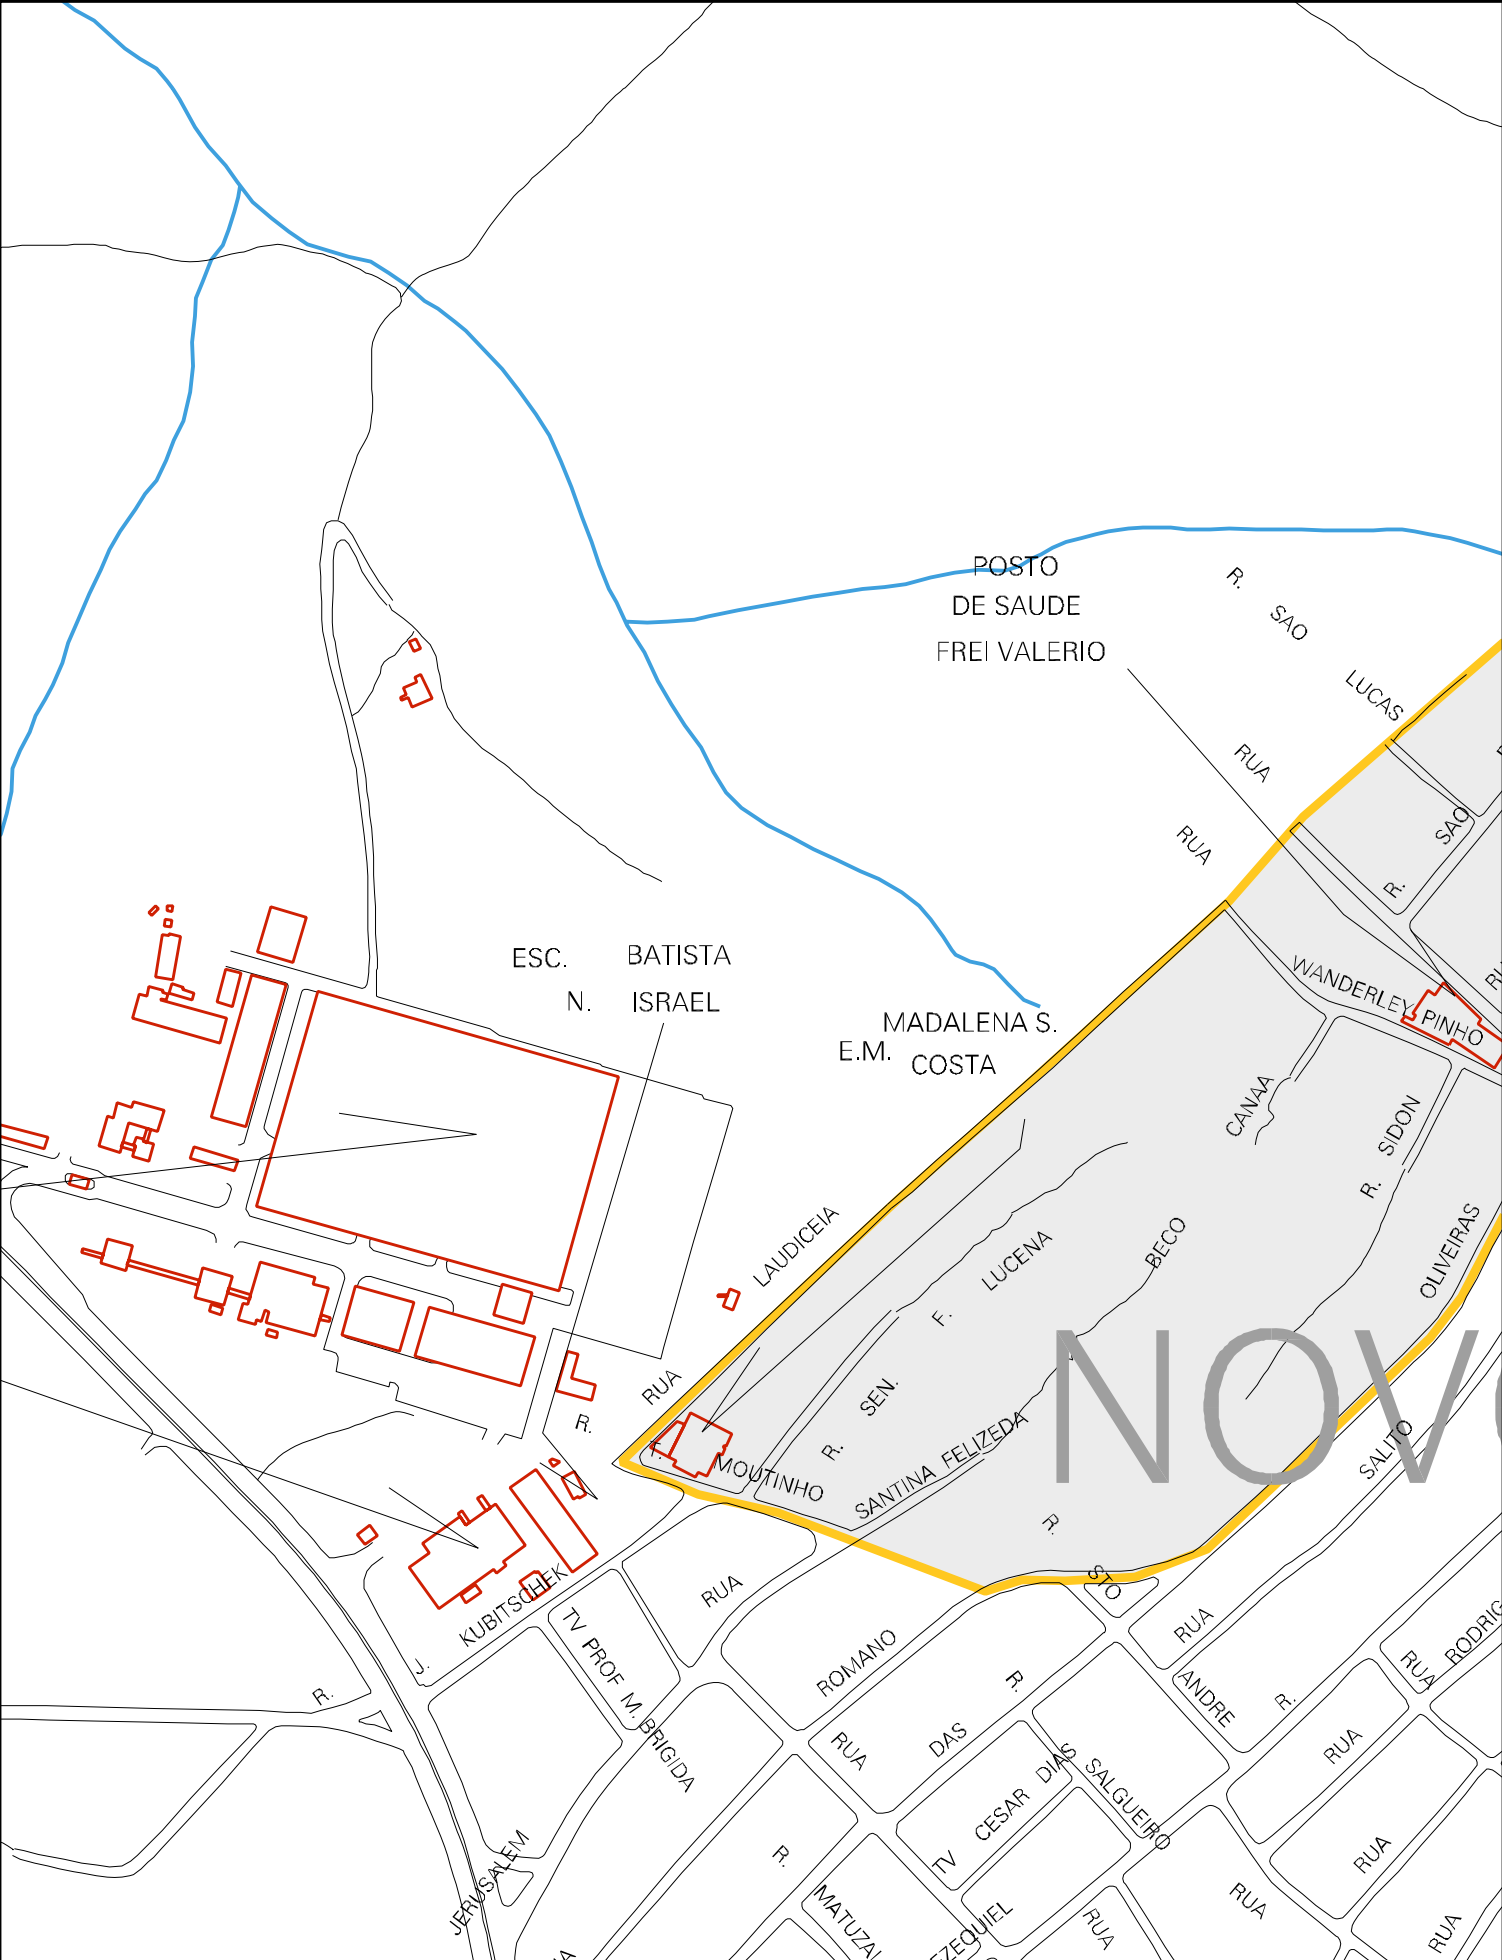 POSTO
DE SAUDE
FREI VALERIO
R. SAO LUCAS
RUA
RUA
SAO
R.
WANDERLEY PINHO
ESC. BATISTA
N. ISRAEL
MADALENA S.
E.M. COSTA
CANAA
R. SIDON
BECO
OLIVEIRAS
RUA LAUDICEIA
R. SEN. F. LUCENA
NOV
R.
T. MOUTINHO
SANTINA FELIZEDA
SALITO
R. STO
ANDRE
R. J. KUBITSCHEK
RUA
TV PROF M. BRIGIDA
ROMANO
RUA
R.
RUA
RODRIG
R.
DAS
R.
RUA
RUA
TV CESAR DIAS
SALGUEIRO
JERUSALEM
R.
MATUZAL
EZEQUIEL
RUA
RUA
RUA
RUA